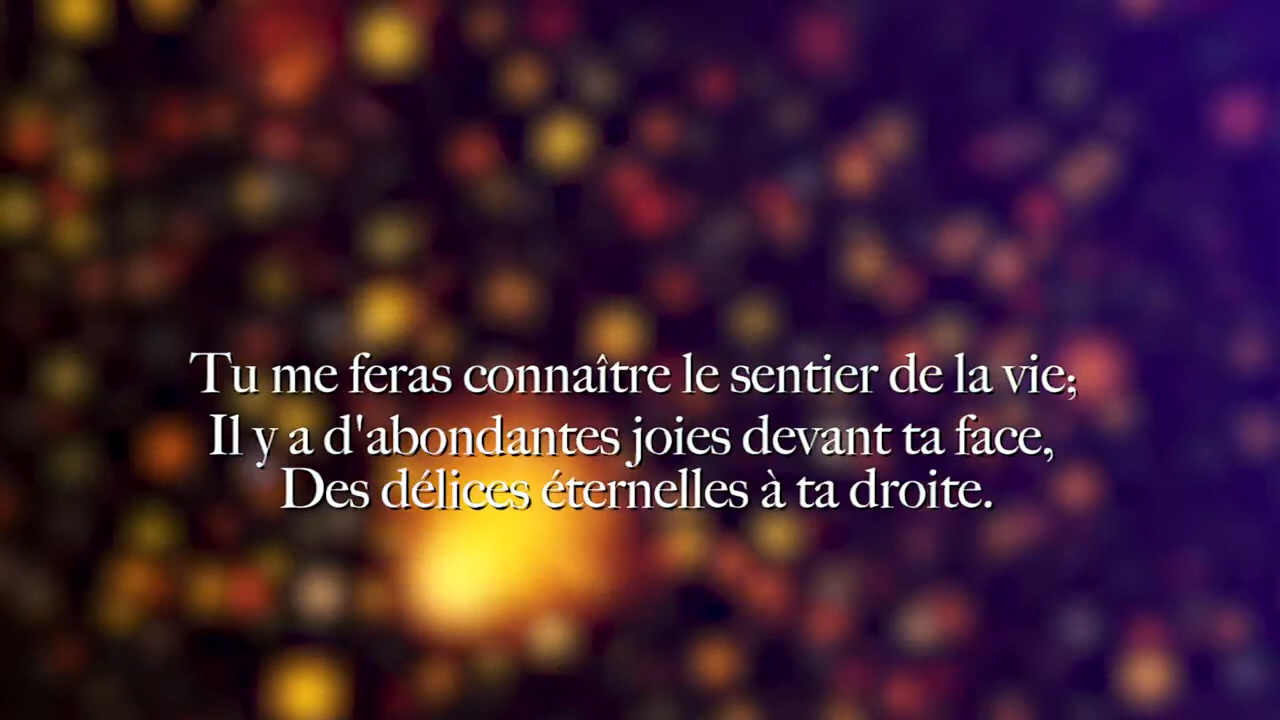 Tu me feras connaître le sentier de la vie;
Il y a d'abondantes joies devant ta face,
Des délices éternelles à ta droite.